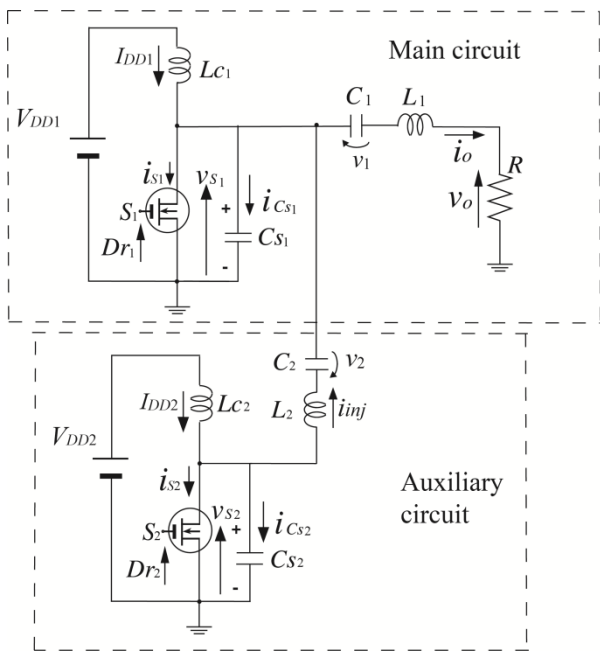 Main circuit
I_DD1
Lc₁
V_DD1
C₁
L₁
v₁
i_o
R
v_o
i_S1
v_S₁
+
i_Cs₁
S₁
Cs₁
Dr₁
-
C₂
v₂
I_DD2
Lc₂
L₂
i_inj
V_DD2
i_S2
v_S₂
+
i_Cs₂
S₂
Cs₂
Dr₂
-
Auxiliary
circuit